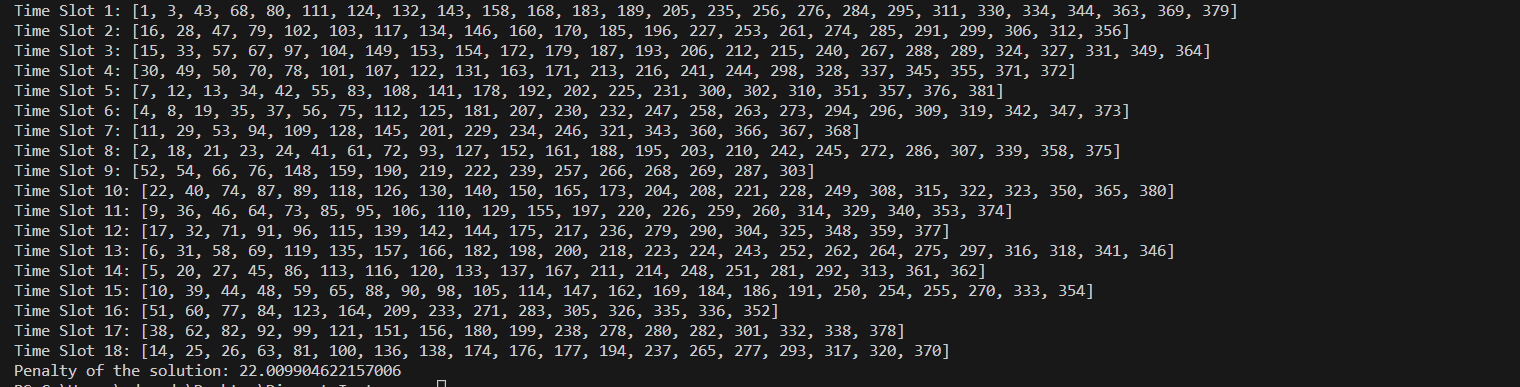 Time Slot 1: [1, 3, 43, 68, 80, 111, 124, 132, 143, 158, 168, 183, 189, 205, 235, 256, 276, 284, 295, 311, 330, 334, 344, 363, 369, 379]
Time Slot 2: [16, 28, 47, 79, 102, 103, 117, 134, 146, 160, 170, 185, 196, 227, 253, 261, 274, 285, 291, 299, 306, 312, 356]
Time Slot 3: [15, 33, 57, 67, 97, 104, 149, 153, 154, 172, 179, 187, 193, 206, 212, 215, 240, 267, 288, 289, 324, 327, 331, 349, 364]
Time Slot 4: [30, 49, 50, 70, 78, 101, 107, 122, 131, 163, 171, 213, 216, 241, 244, 298, 328, 337, 345, 355, 371, 372]
Time Slot 5: [7, 12, 13, 34, 42, 55, 83, 108, 141, 178, 192, 202, 225, 231, 300, 302, 310, 351, 357, 376, 381]
Time Slot 6: [4, 8, 19, 35, 37, 56, 75, 112, 125, 181, 207, 230, 232, 247, 258, 263, 273, 294, 296, 309, 319, 342, 347, 373]
Time Slot 7: [11, 29, 53, 94, 109, 128, 145, 201, 229, 234, 246, 321, 343, 360, 366, 367, 368]
Time Slot 8: [2, 18, 21, 23, 24, 41, 61, 72, 93, 127, 152, 161, 188, 195, 203, 210, 242, 245, 272, 286, 307, 339, 358, 375]
Time Slot 9: [52, 54, 66, 76, 148, 159, 190, 219, 222, 239, 257, 266, 268, 269, 287, 303]
Time Slot 10: [22, 40, 74, 87, 89, 118, 126, 130, 140, 150, 165, 173, 204, 208, 221, 228, 249, 308, 315, 322, 323, 350, 365, 380]
Time Slot 11: [9, 36, 46, 64, 73, 85, 95, 106, 110, 129, 155, 197, 220, 226, 259, 260, 314, 329, 340, 353, 374]
Time Slot 12: [17, 32, 71, 91, 96, 115, 139, 142, 144, 175, 217, 236, 279, 290, 304, 325, 348, 359, 377]
Time Slot 13: [6, 31, 58, 69, 119, 135, 157, 166, 182, 198, 200, 218, 223, 224, 243, 252, 262, 264, 275, 297, 316, 318, 341, 346]
Time Slot 14: [5, 20, 27, 45, 86, 113, 116, 120, 133, 137, 167, 211, 214, 248, 251, 281, 292, 313, 361, 362]
Time Slot 15: [10, 39, 44, 48, 59, 65, 88, 90, 98, 105, 114, 147, 162, 169, 184, 186, 191, 250, 254, 255, 270, 333, 354]
Time Slot 16: [51, 60, 77, 84, 123, 164, 209, 233, 271, 283, 305, 326, 335, 336, 352]
Time Slot 17: [38, 62, 82, 92, 99, 121, 151, 156, 180, 199, 238, 278, 280, 282, 301, 332, 338, 378]
Time Slot 18: [14, 25, 26, 63, 81, 100, 136, 138, 174, 176, 177, 194, 237, 265, 277, 293, 317, 320, 370]
Penalty of the solution: 22.009904622157006